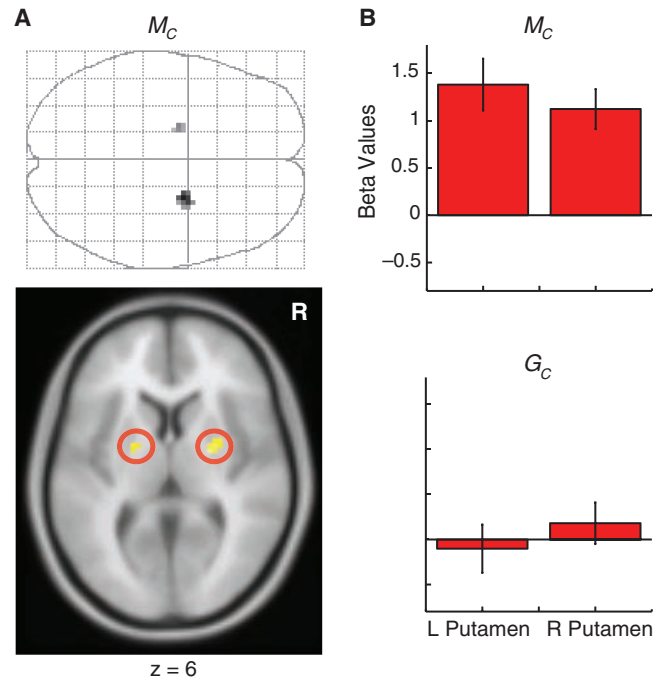 A
M_C
R
z = 6
B
M_C
Beta Values
1.5
1
0.5
0
–0.5
G_C
L Putamen R Putamen